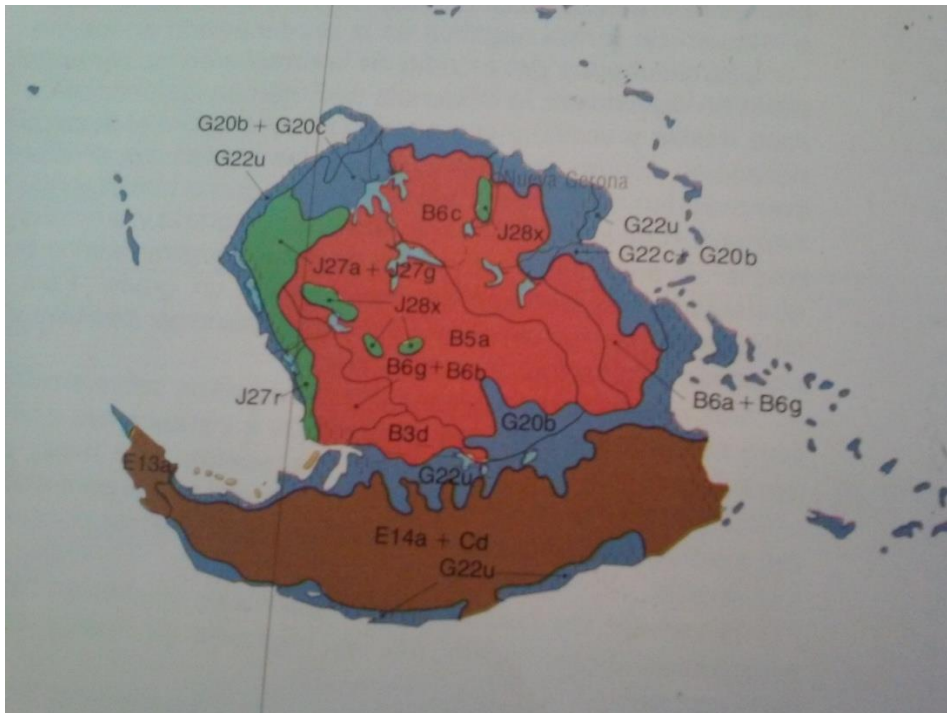 G20b + G20c
G22u
Nueva Gerona
B6c
J28x
G22u
G22c + G20b
J27a + J27g
J28x
B5a
B6g + B6b
J27r
B6a + B6g
G20b
B3d
E13a
G22u
E14a + Cd
G22u